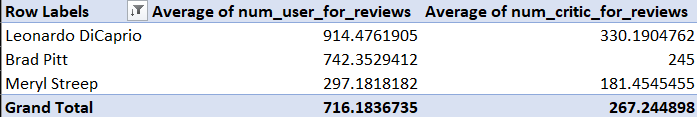 Row Labels Average of num_user_for_reviews Average of num_critic_for_reviews
Leonardo DiCaprio 914.4761905 330.1904762
Brad Pitt 742.3529412 245
Meryl Streep 297.1818182 181.4545455
Grand Total 716.1836735 267.244898